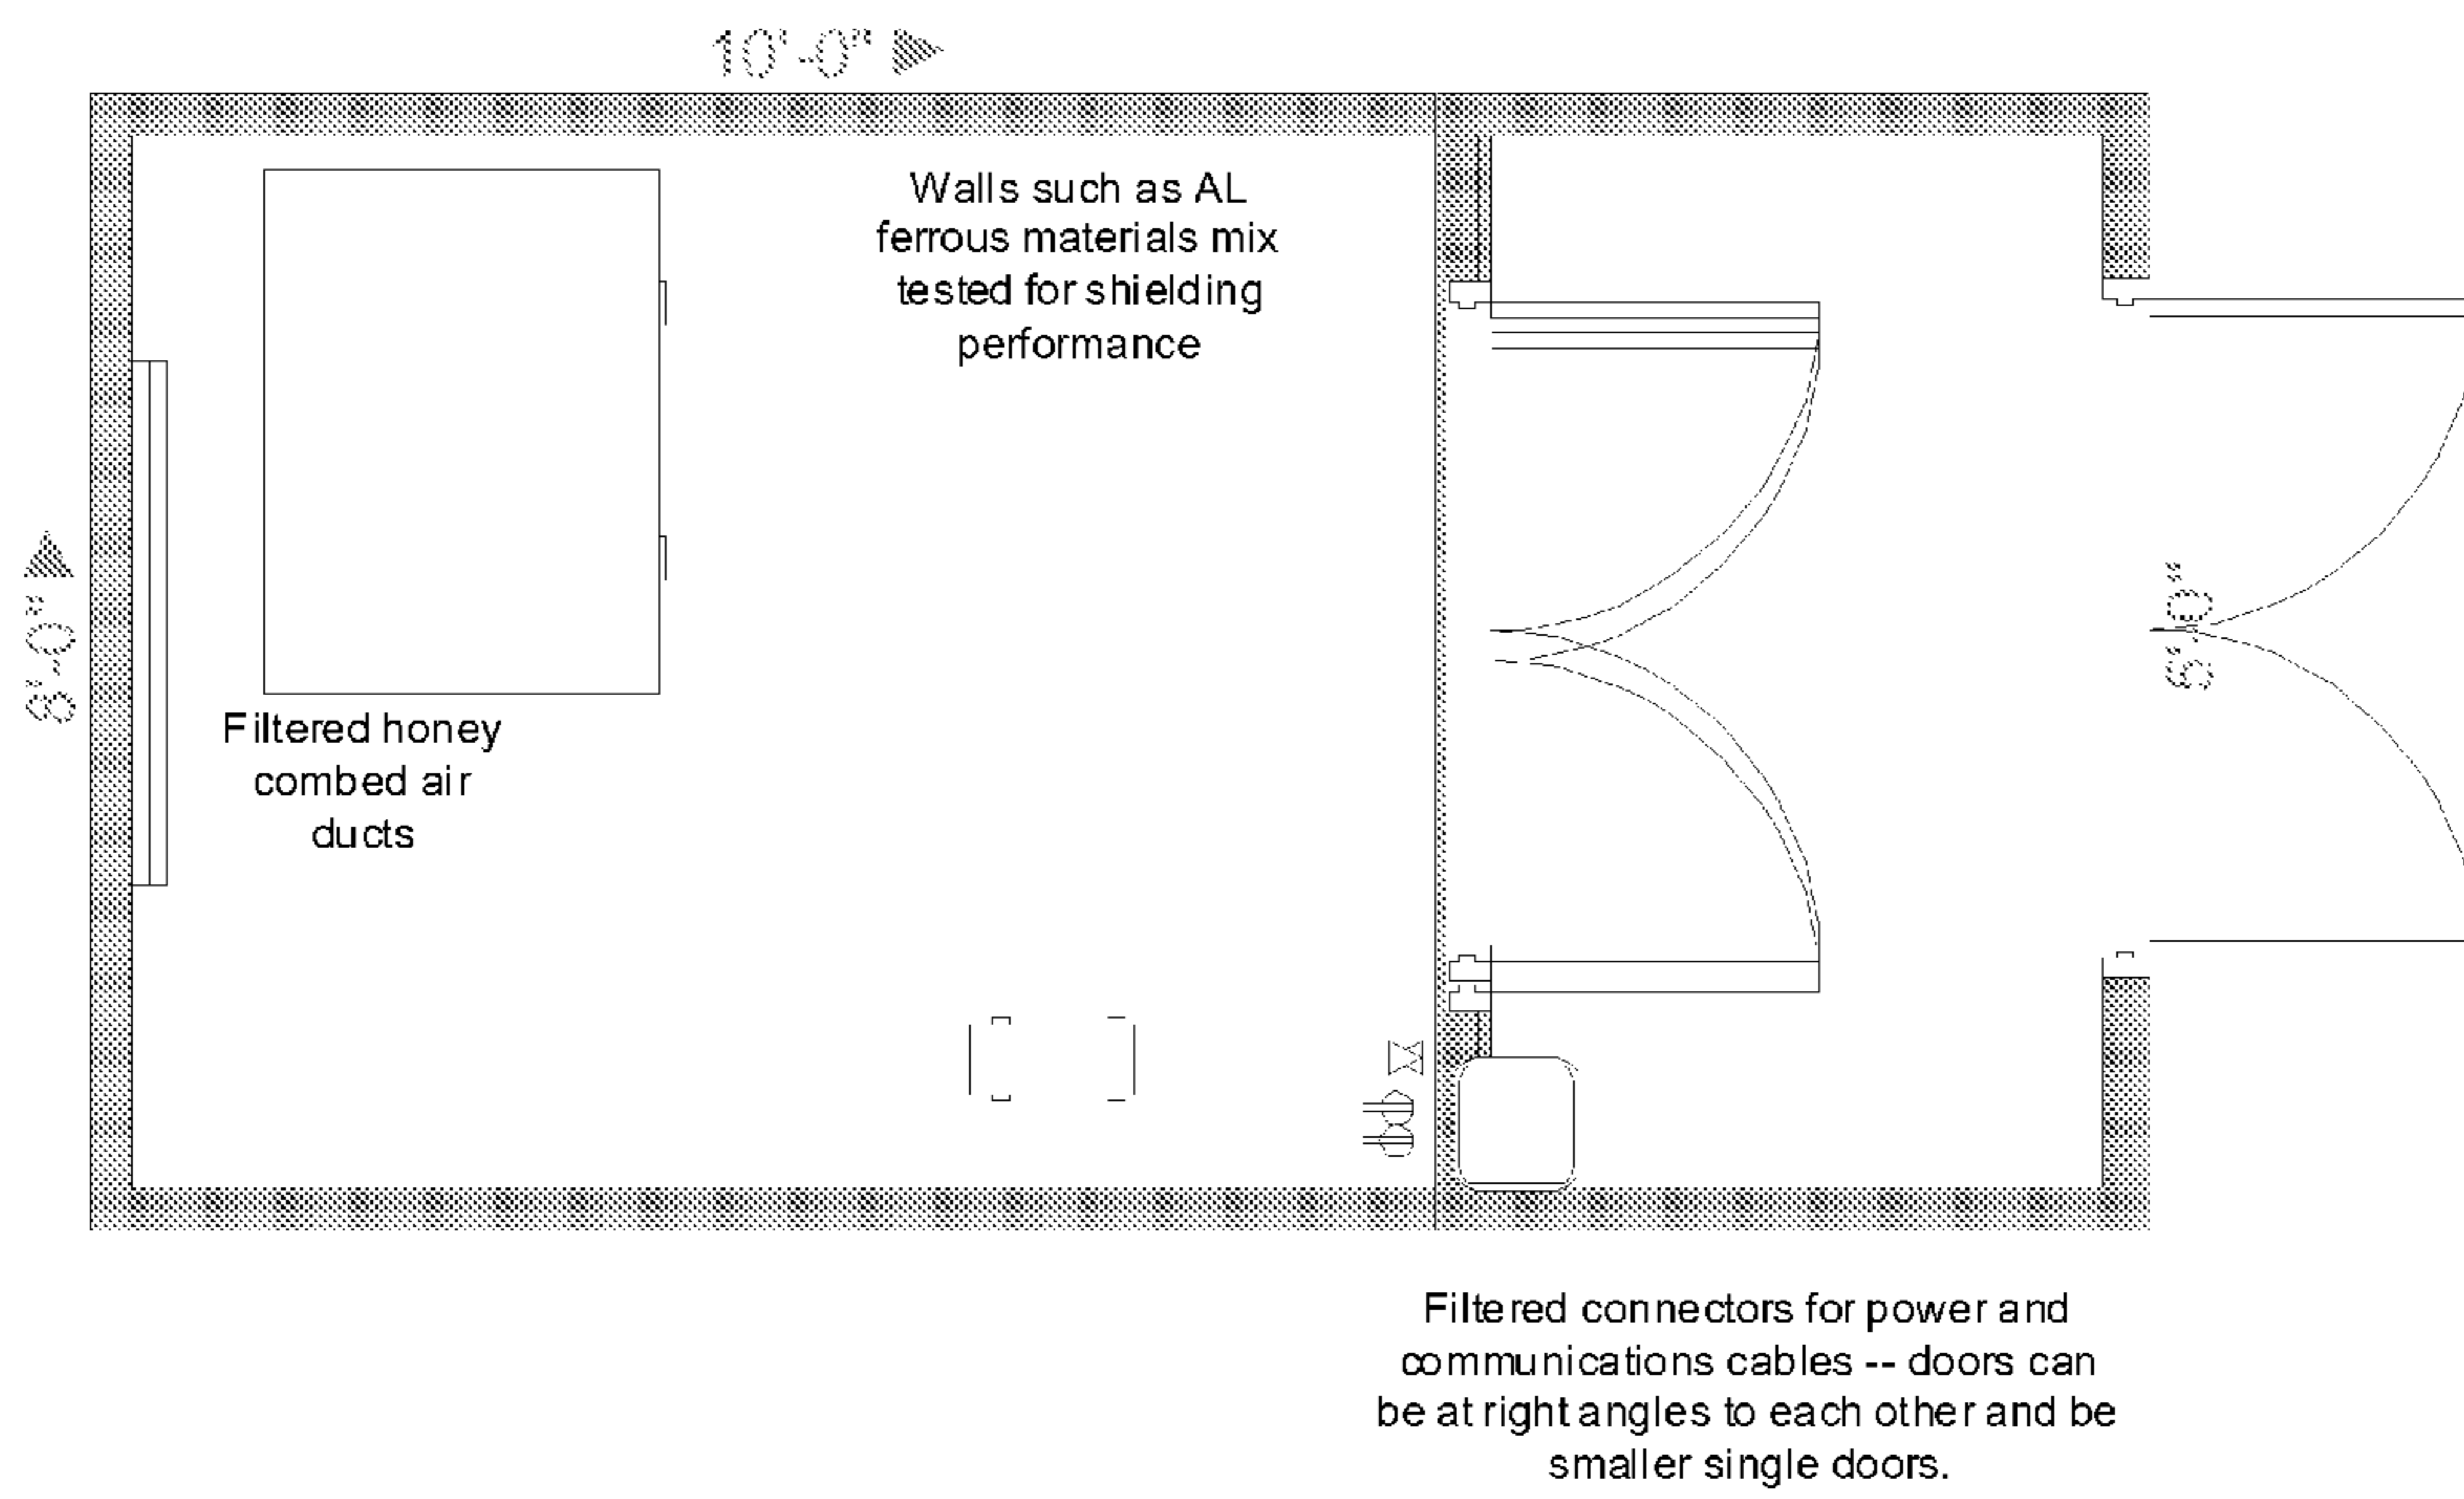 10'-0"
Walls such as AL
ferrous materials mix
tested for shielding
performance
8'-0"
Filtered honey
combed air
ducts
Filtered connectors for power and
communications cables -- doors can
be at right angles to each other and be
smaller single doors.